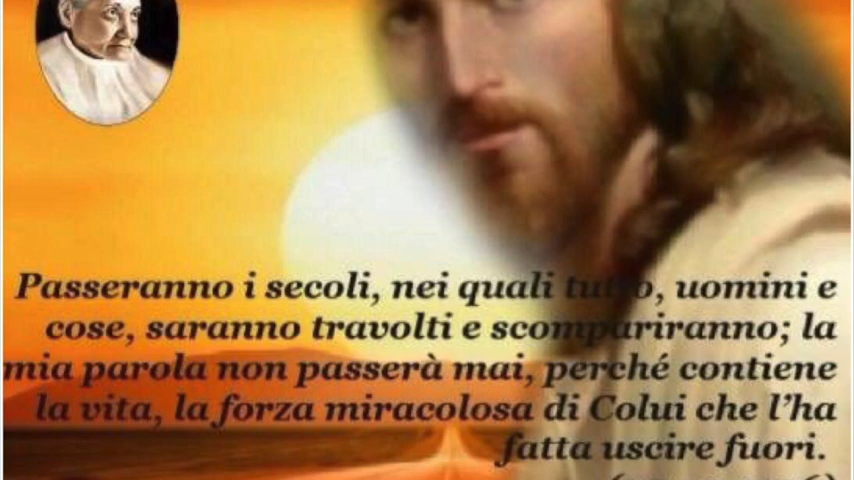 Passeranno i secoli, nei quali tutto, uomini e
cose, saranno travolti e scompariranno; la
mia parola non passerà mai, perché contiene
la vita, la forza miracolosa di Colui che l'ha
fatta uscire fuori.